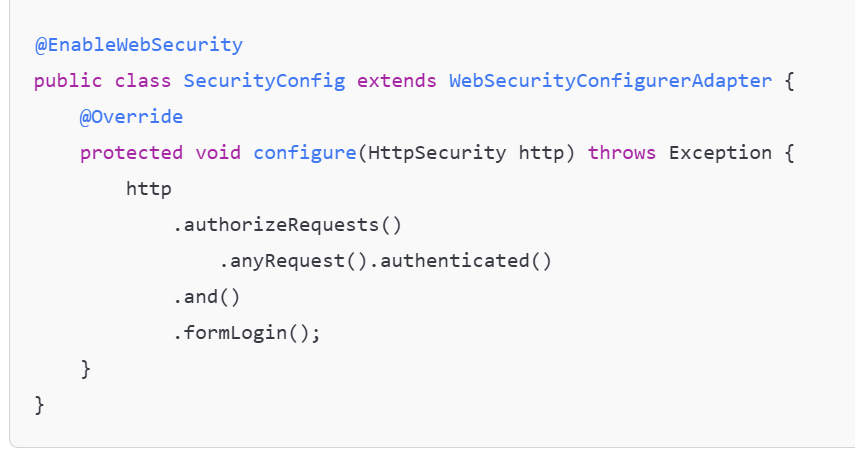 @EnableWebSecurity
public class SecurityConfig extends WebSecurityConfigurerAdapter {
    @Override
    protected void configure(HttpSecurity http) throws Exception {
        http
            .authorizeRequests()
                .anyRequest().authenticated()
            .and()
            .formLogin();
    }
}